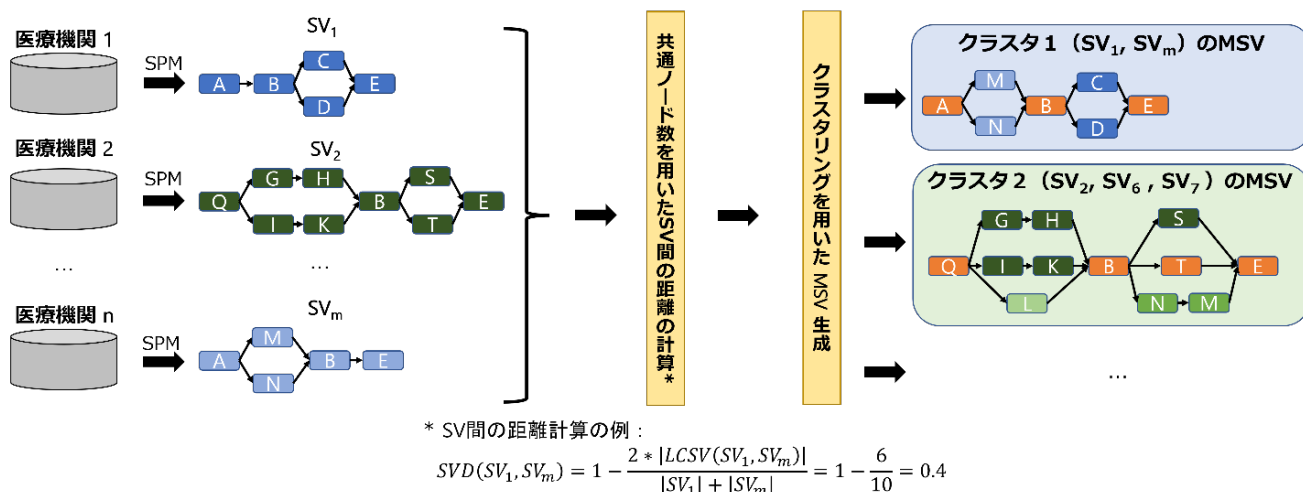 医療機関 1
SPM
SV1
A B C D E
医療機関 2
SPM
SV2
Q G H I K B S T E
…
…
医療機関 n
SPM
SVm
A M N B E
共通ノード数を用いたSV間の距離の計算*
クラスタリングを用いた MSV 生成
クラスタ1（SV1, SVm）のMSV
A M N B C D E
クラスタ2（SV2, SV6 , SV7）のMSV
Q G H I K L B S T N M E
…
* SV間の距離計算の例：
SVD(SV1, SVm) = 1 − 2 * |LCSV(SV1, SVm)| / |SV1| + |SVm| = 1 − 6/10 = 0.4